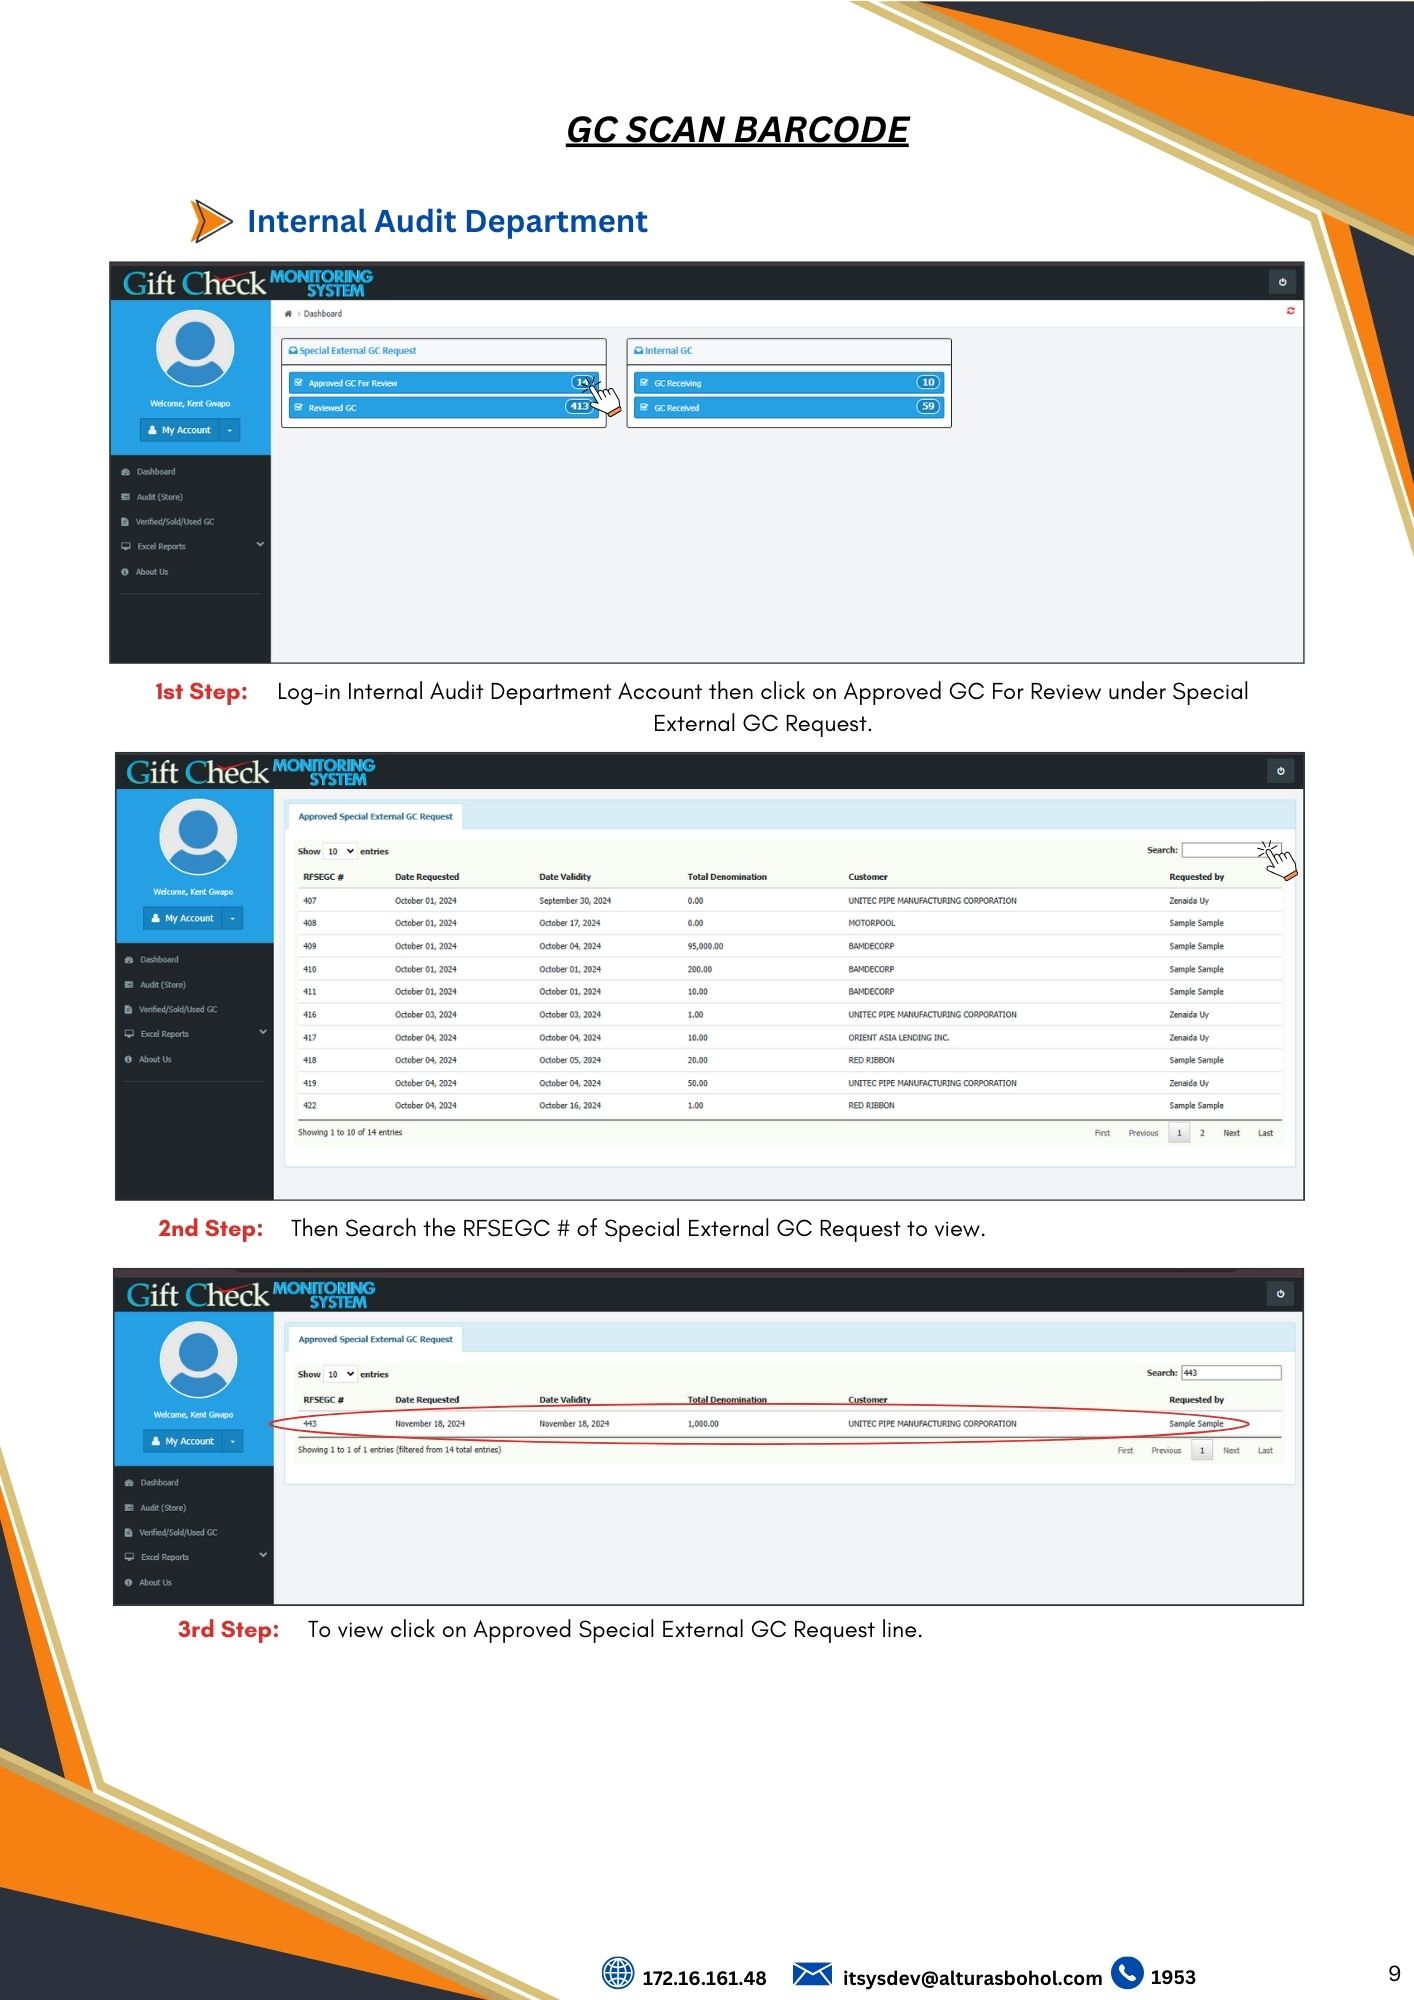 GC SCAN BARCODE
Internal Audit Department
Gift Check MONITORING SYSTEM
> Dashboard
Welcome, Kent Gwapo
My Account
Dashboard
Audit (Store)
Verified/Sold/Used GC
Excel Reports
About Us
Special External GC Request
Approved GC For Review 14
Reviewed GC 413
Internal GC
GC Receiving 10
GC Received 59
1st Step: Log-in Internal Audit Department Account then click on Approved GC For Review under Special
External GC Request.
Gift Check MONITORING SYSTEM
Welcome, Kent Gwapo
My Account
Dashboard
Audit (Store)
Verified/Sold/Used GC
Excel Reports
About Us
Approved Special External GC Request
Show 10 entries Search:
RFSEGC # Date Requested Date Validity Total Denomination Customer Requested by
407 October 01, 2024 September 30, 2024 0.00 UNITEC PIPE MANUFACTURING CORPORATION Zenaida Uy
408 October 01, 2024 October 17, 2024 0.00 MOTORPOOL Sample Sample
409 October 01, 2024 October 04, 2024 95,000.00 BAMDECORP Sample Sample
410 October 01, 2024 October 01, 2024 200.00 BAMDECORP Sample Sample
411 October 01, 2024 October 01, 2024 10.00 BAMDECORP Sample Sample
416 October 03, 2024 October 03, 2024 1.00 UNITEC PIPE MANUFACTURING CORPORATION Zenaida Uy
417 October 04, 2024 October 04, 2024 10.00 ORIENT ASIA LENDING INC. Zenaida Uy
418 October 04, 2024 October 05, 2024 20.00 RED RIBBON Sample Sample
419 October 04, 2024 October 04, 2024 50.00 UNITEC PIPE MANUFACTURING CORPORATION Zenaida Uy
422 October 04, 2024 October 16, 2024 1.00 RED RIBBON Sample Sample
Showing 1 to 10 of 14 entries First Previous 1 2 Next Last
2nd Step: Then Search the RFSEGC # of Special External GC Request to view.
Gift Check MONITORING SYSTEM
Welcome, Kent Gwapo
My Account
Dashboard
Audit (Store)
Verified/Sold/Used GC
Excel Reports
About Us
Approved Special External GC Request
Show 10 entries Search: 443
RFSEGC # Date Requested Date Validity Total Denomination Customer Requested by
443 November 18, 2024 November 18, 2024 1,000.00 UNITEC PIPE MANUFACTURING CORPORATION Sample Sample
Showing 1 to 1 of 1 entries (filtered from 14 total entries) First Previous 1 Next Last
3rd Step: To view click on Approved Special External GC Request line.
172.16.161.48 itsysdev@alturasbohol.com 1953
9